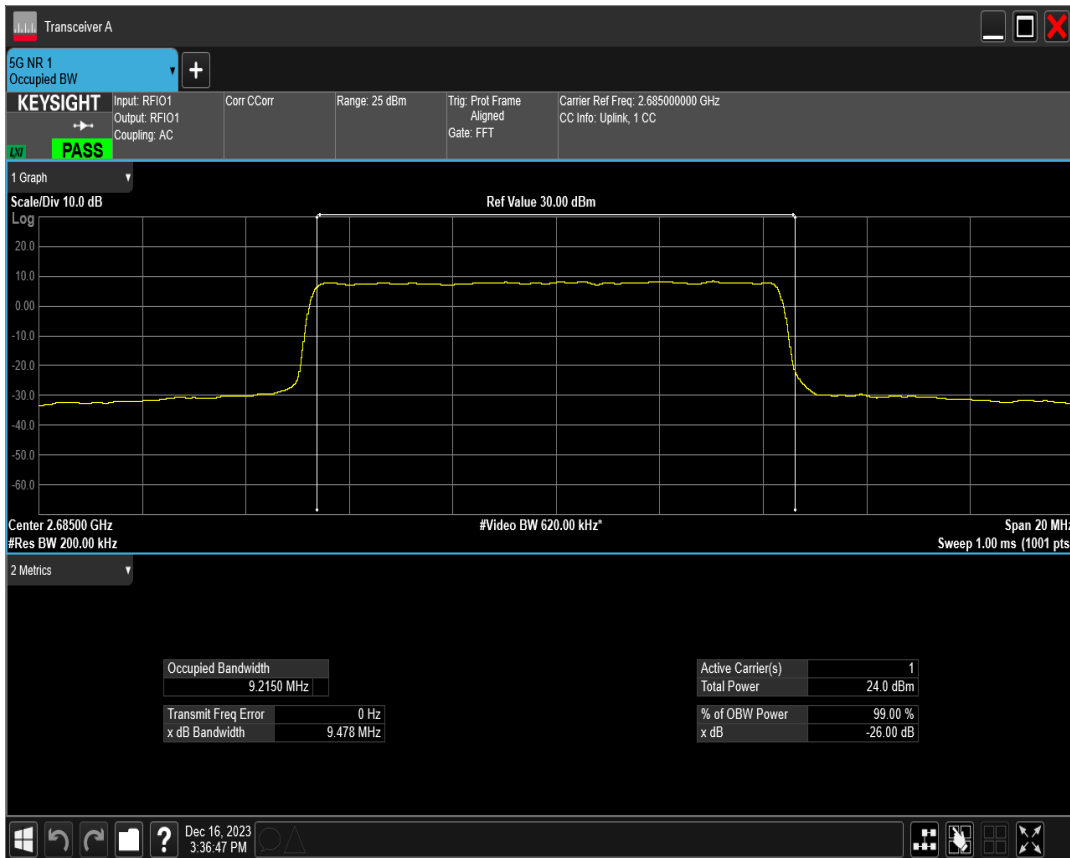 Transceiver A
5G NR 1
Occupied BW
+
KEYSIGHT
LXI
PASS
Input: RFIO1
Output: RFIO1
Coupling: AC
Corr CCorr
Range: 25 dBm
Trig: Prot Frame
Aligned
Gate: FFT
Carrier Ref Freq: 2.685000000 GHz
CC Info: Uplink, 1 CC
1 Graph
Scale/Div 10.0 dB
Ref Value 30.00 dBm
Log
20.0
10.0
0.00
-10.0
-20.0
-30.0
-40.0
-50.0
-60.0
Center 2.68500 GHz
#Video BW 620.00 kHz*
Span 20 MHz
#Res BW 200.00 kHz
Sweep 1.00 ms (1001 pts
2 Metrics
Occupied Bandwidth
9.2150 MHz
Transmit Freq Error 0 Hz
x dB Bandwidth 9.478 MHz
Active Carrier(s) 1
Total Power 24.0 dBm
% of OBW Power 99.00 %
x dB -26.00 dB
?
Dec 16, 2023
3:36:47 PM